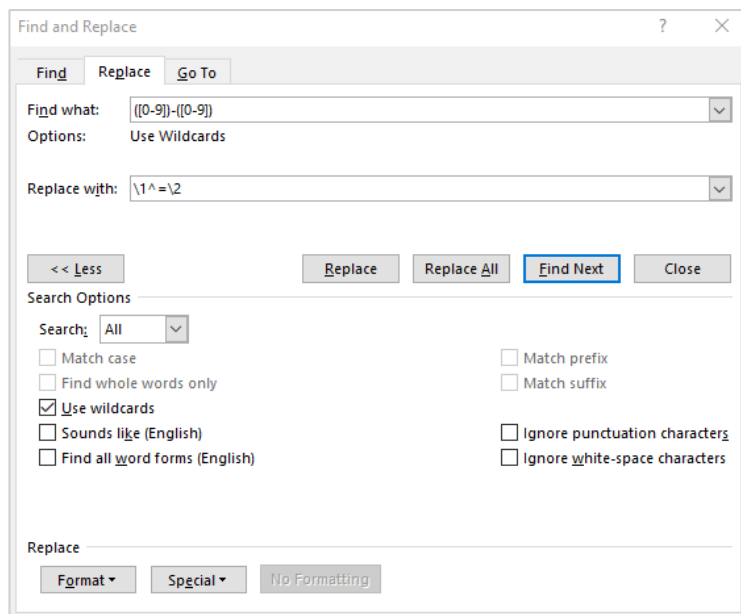 Find and Replace ? ×
Find Replace Go To
Find what: ([0-9])-([0-9])
Options: Use Wildcards
Replace with: \1^=\2
<< Less Replace Replace All Find Next Close
Search Options
Search: All
Match case Match prefix
Find whole words only Match suffix
Use wildcards
Sounds like (English) Ignore punctuation characters
Find all word forms (English) Ignore white-space characters
Replace
Format Special No Formatting